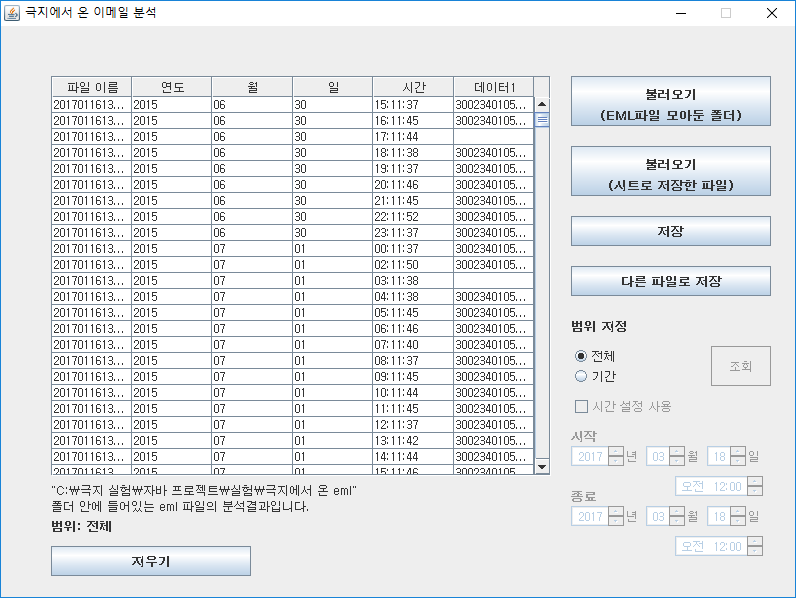 극지에서 온 이메일 분석
파일 이름 연도 월 일 시간 데이터1
2017011613... 2015 06 30 15:11:37 3002340105...
2017011613... 2015 06 30 16:11:45 3002340105...
2017011613... 2015 06 30 17:11:44
2017011613... 2015 06 30 18:11:38 3002340105...
2017011613... 2015 06 30 19:11:37 3002340105...
2017011613... 2015 06 30 20:11:46 3002340105...
2017011613... 2015 06 30 21:11:45 3002340105...
2017011613... 2015 06 30 22:11:52 3002340105...
2017011613... 2015 06 30 23:11:37 3002340105...
2017011613... 2015 07 01 00:11:37 3002340105...
2017011613... 2015 07 01 02:11:50 3002340105...
2017011613... 2015 07 01 03:11:38
2017011613... 2015 07 01 04:11:38 3002340105...
2017011613... 2015 07 01 05:11:45 3002340105...
2017011613... 2015 07 01 06:11:46 3002340105...
2017011613... 2015 07 01 07:11:40 3002340105...
2017011613... 2015 07 01 08:11:37 3002340105...
2017011613... 2015 07 01 09:11:45 3002340105...
2017011613... 2015 07 01 10:11:44 3002340105...
2017011613... 2015 07 01 11:11:45 3002340105...
2017011613... 2015 07 01 12:11:37 3002340105...
2017011613... 2015 07 01 13:11:42 3002340105...
2017011613... 2015 07 01 14:11:44 3002340105...
2017011613... 2015 07 01 15:11:46 3002340105...
"C:₩극지 실험₩자바 프로젝트₩실험₩극지에서 온 eml"
폴더 안에 들어있는 eml 파일의 분석결과입니다.
범위: 전체
지우기
불러오기
(EML파일 모아둔 폴더)
불러오기
(시트로 저장한 파일)
저장
다른 파일로 저장
범위 지정
전체
기간
조회
시간 설정 사용
시작
2017 년 03 월 18 일
오전 12:00
종료
2017 년 03 월 18 일
오전 12:00